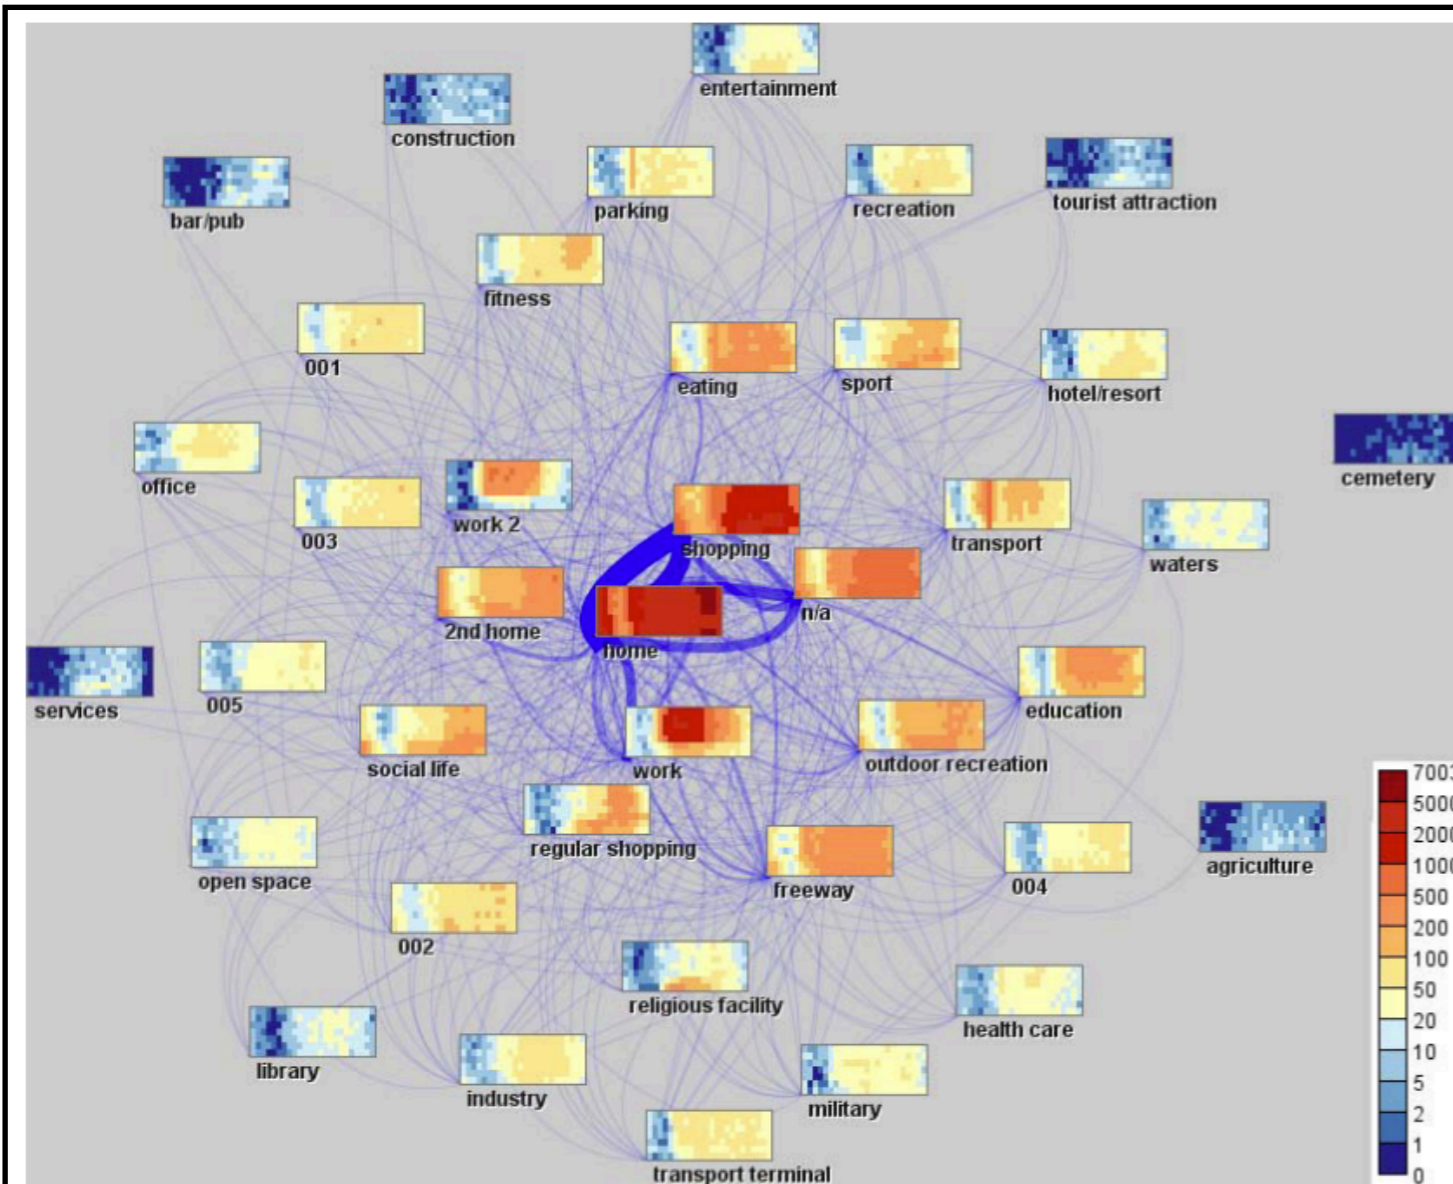 entertainment
construction
bar/pub
parking
recreation
tourist attraction
fitness
001
eating
sport
hotel/resort
office
work 2
003
shopping
transport
cemetery
waters
2nd home
home
n/a
services
005
education
social life
work
outdoor recreation
regular shopping
open space
freeway
004
agriculture
002
religious facility
health care
library
industry
military
transport terminal
7003
5000
2000
1000
500
200
100
50
20
10
5
2
1
0